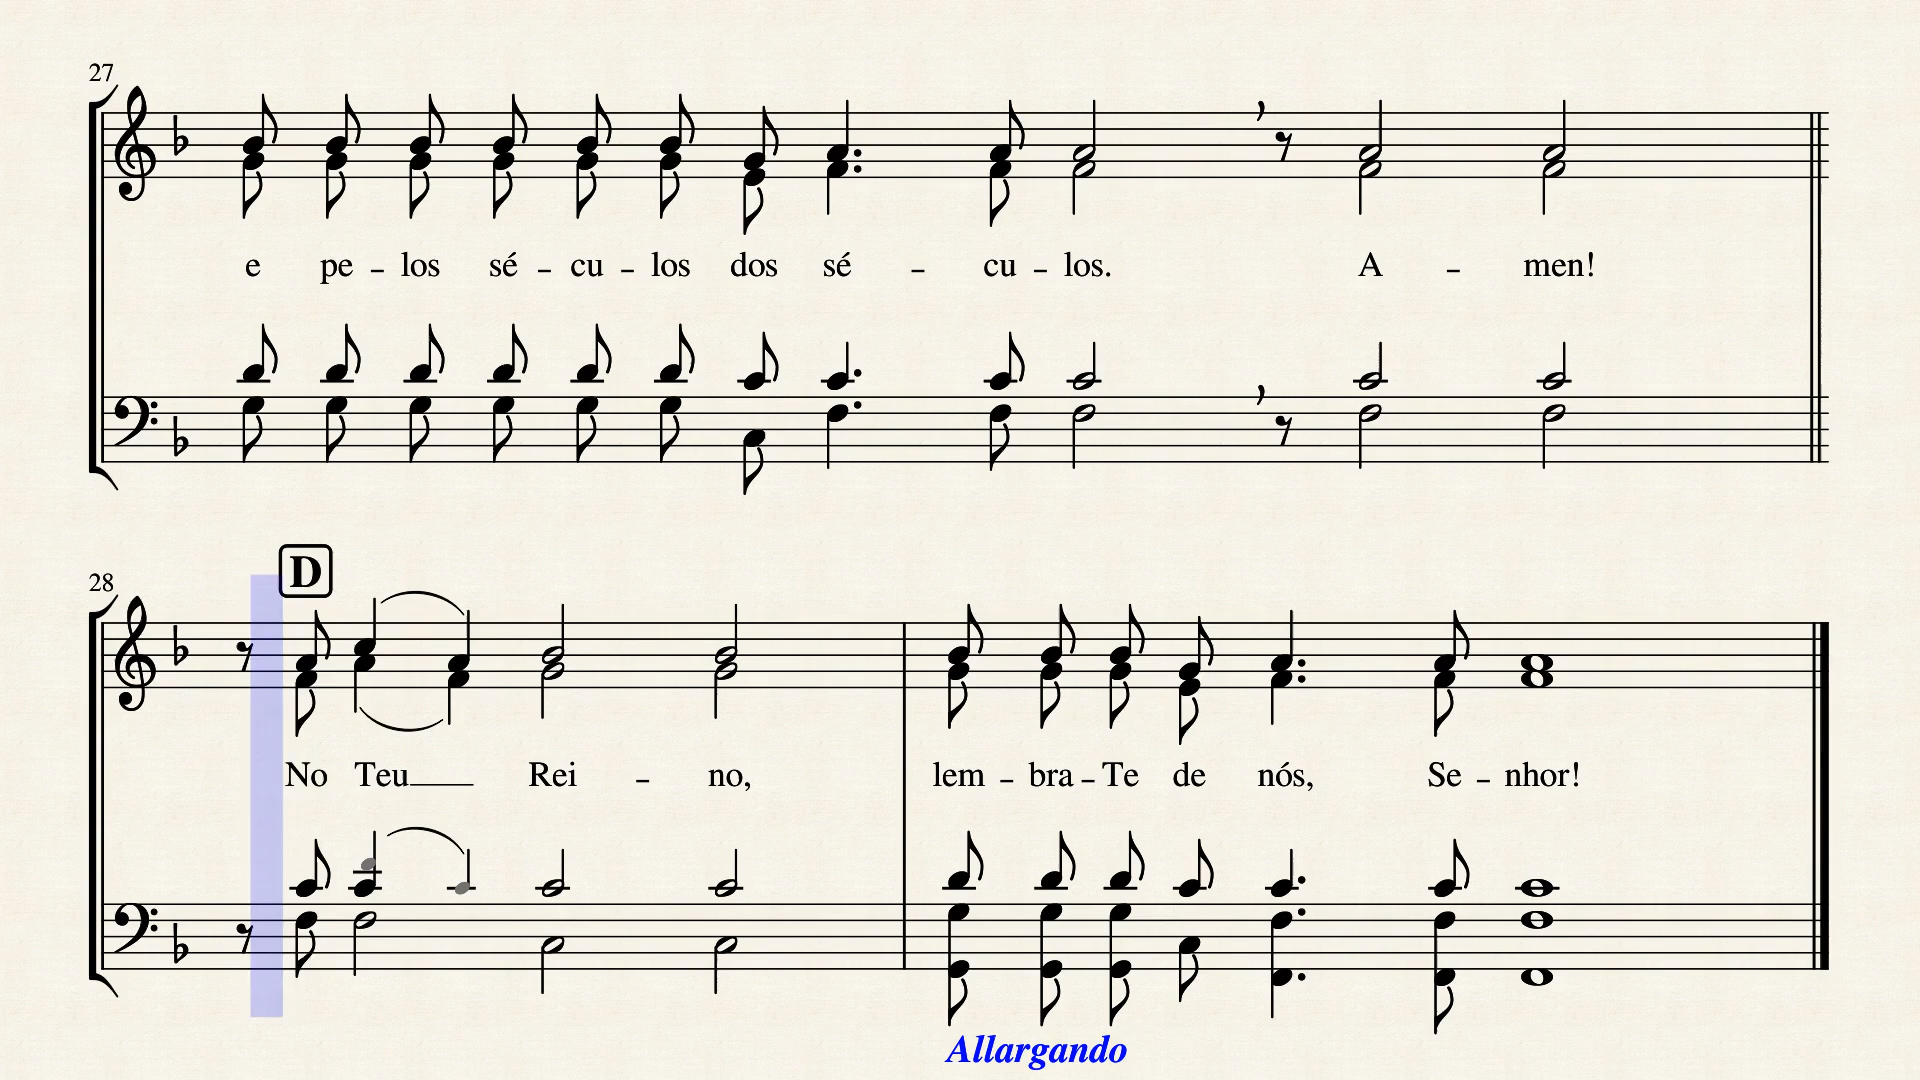 27
e pe - los sé - cu - los dos sé - cu - los. A - men!
28
D
No Teu Rei - no, lem - bra - Te de nós, Se - nhor!
Allargando